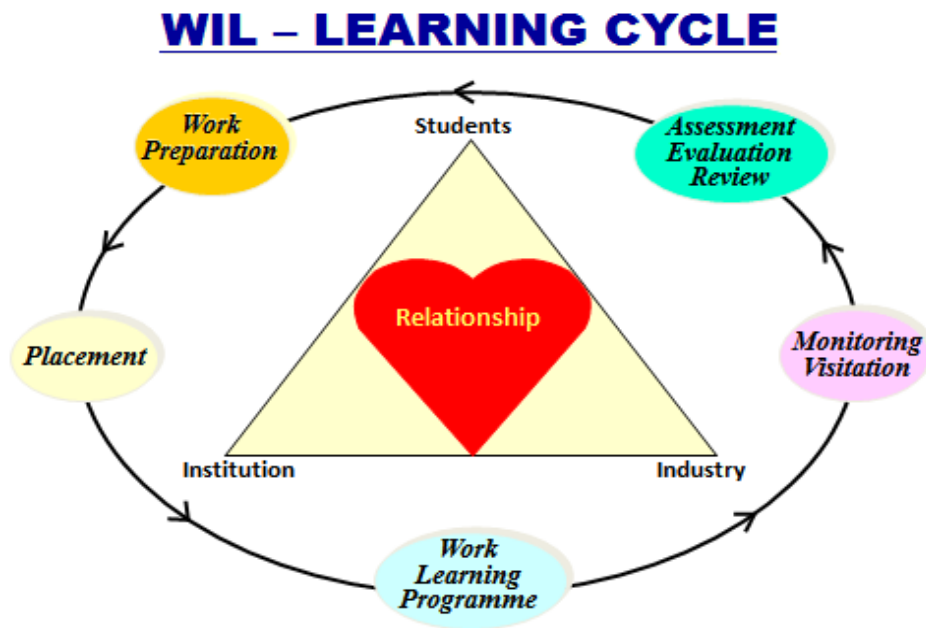 WIL – LEARNING CYCLE
Work
Preparation
Students
Assessment
Evaluation
Review
Relationship
Placement
Monitoring
Visitation
Institution
Industry
Work
Learning
Programme